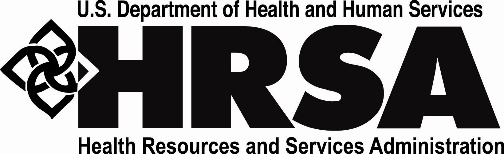 U.S. Department of Health and Human Services
HRSA
Health Resources and Services Administration